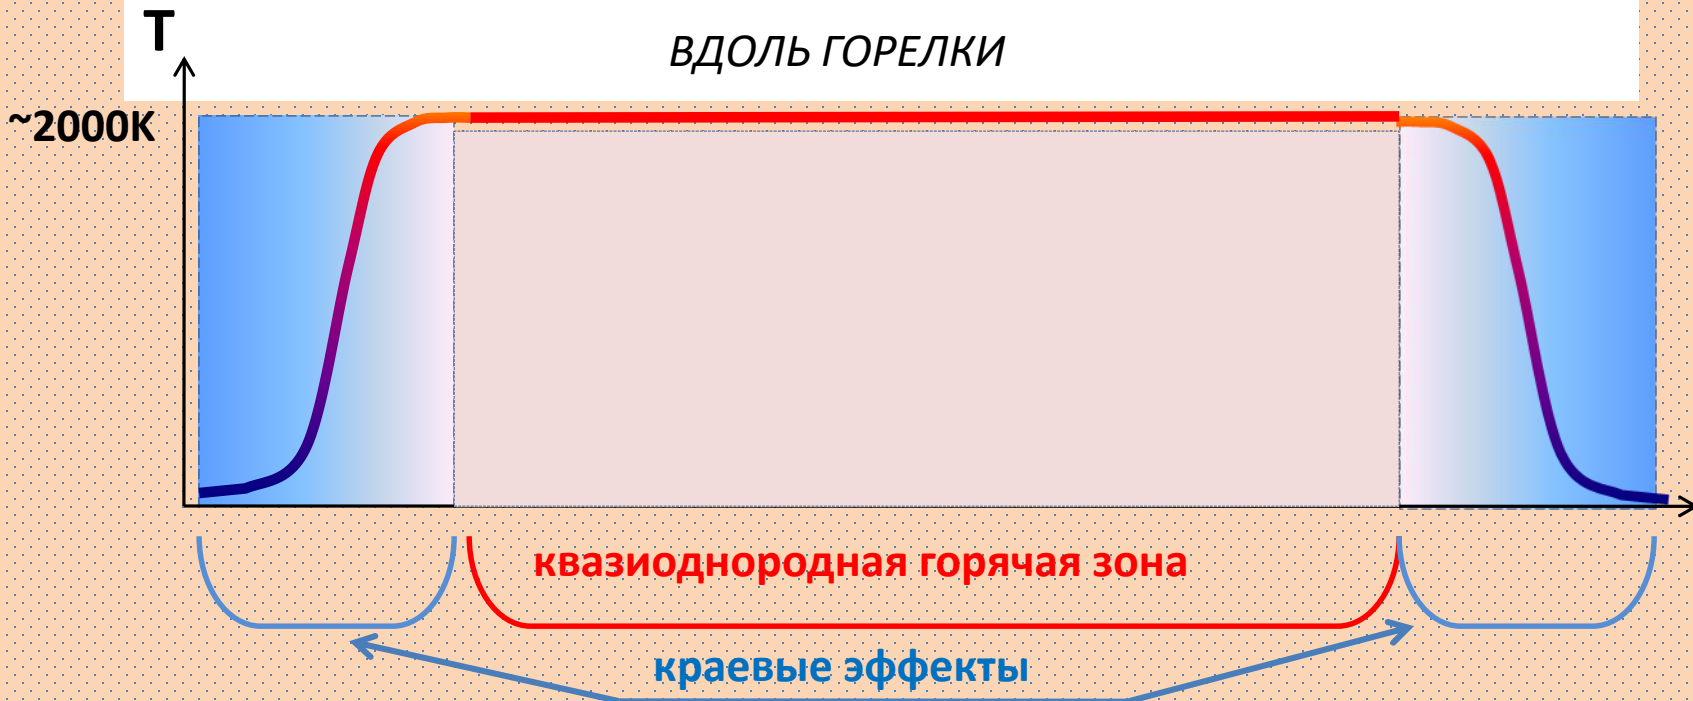 T
ВДОЛЬ ГОРЕЛКИ
~2000K
квазиоднородная горячая зона
краевые эффекты